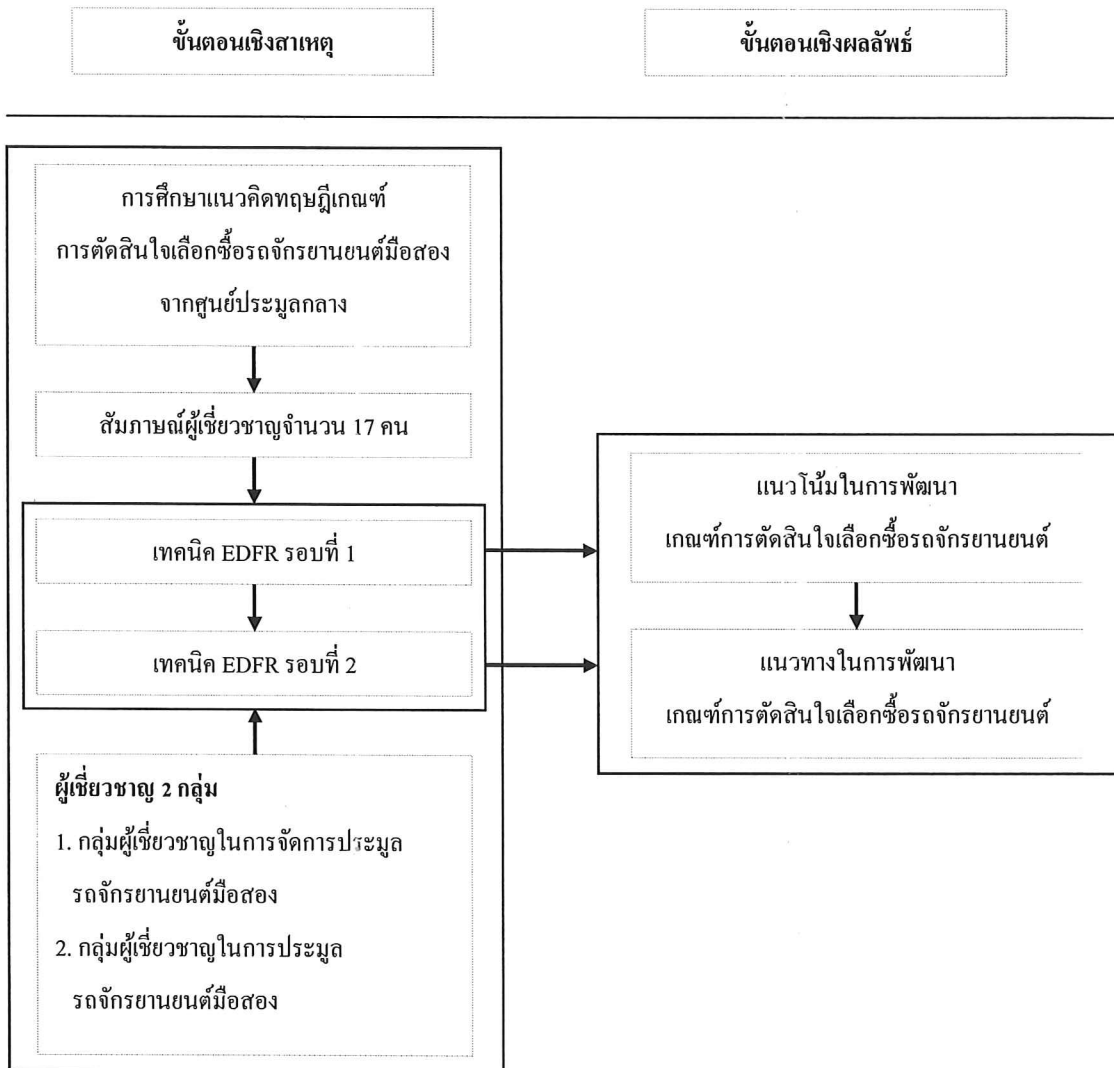 ขั้นตอนเชิงสาเหตุ
ขั้นตอนเชิงผลลัพธ์
การศึกษาแนวคิดทฤษฎีเกณฑ์
การตัดสินใจเลือกซื้อรถจักรยานยนต์มือสอง
จากศูนย์ประมูลกลาง
สัมภาษณ์ผู้เชี่ยวชาญจำนวน 17 คน
เทคนิค EDFR รอบที่ 1
เทคนิค EDFR รอบที่ 2
ผู้เชี่ยวชาญ 2 กลุ่ม
1. กลุ่มผู้เชี่ยวชาญในการจัดการประมูล
รถจักรยานยนต์มือสอง
2. กลุ่มผู้เชี่ยวชาญในการประมูล
รถจักรยานยนต์มือสอง
แนวโน้มในการพัฒนา
เกณฑ์การตัดสินใจเลือกซื้อรถจักรยานยนต์
แนวทางในการพัฒนา
เกณฑ์การตัดสินใจเลือกซื้อรถจักรยานยนต์